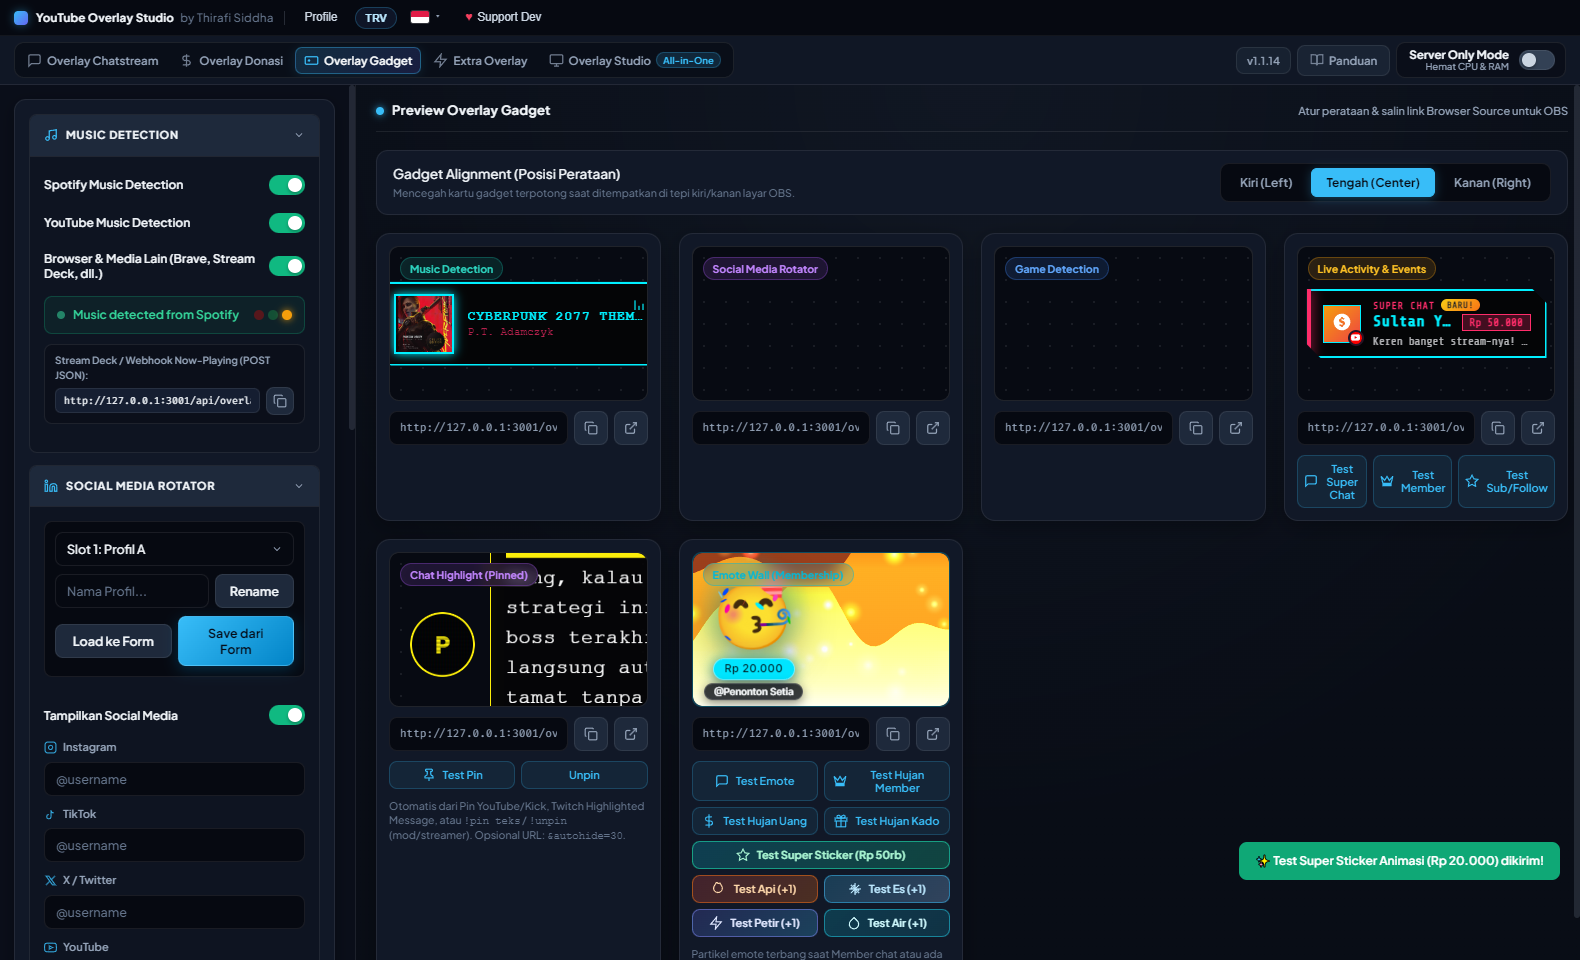 YouTube Overlay Studio by Thirafi Siddha
Profile
TRV
Support Dev
Overlay Chatstream
Overlay Donasi
Overlay Gadget
Extra Overlay
Overlay Studio All-in-One
v1.1.14
Panduan
Server Only Mode
Hemat CPU & RAM
MUSIC DETECTION
Spotify Music Detection
YouTube Music Detection
Browser & Media Lain (Brave, Stream
Deck, dll.)
Music detected from Spotify
Stream Deck / Webhook Now-Playing (POST
JSON):
http://127.0.0.1:3001/api/overl
SOCIAL MEDIA ROTATOR
Slot 1: Profil A
Nama Profil...
Rename
Load ke Form
Save dari
Form
Tampilkan Social Media
Instagram
@username
TikTok
@username
X / Twitter
@username
YouTube
Preview Overlay Gadget
Atur perataan & salin link Browser Source untuk OBS
Gadget Alignment (Posisi Perataan)
Mencegah kartu gadget terpotong saat ditempatkan di tepi kiri/kanan layar OBS.
Kiri (Left)
Tengah (Center)
Kanan (Right)
Music Detection
CYBERPUNK 2077 THEM…
P.T. Adamczyk
http://127.0.0.1:3001/ov
Social Media Rotator
http://127.0.0.1:3001/ov
Game Detection
http://127.0.0.1:3001/ov
Live Activity & Events
SUPER CHAT BARU!
Sultan Y… Rp 50.000
Keren banget stream-nya! …
http://127.0.0.1:3001/ov
Test
Super
Chat
Test
Member
Test
Sub/Follow
Chat Highlight (Pinned)
ng, kalau
strategi in
boss terakh
langsung au
tamat tanpa
P
http://127.0.0.1:3001/ov
Test Pin
Unpin
Otomatis dari Pin YouTube/Kick, Twitch Highlighted
Message, atau !pin teks / !unpin
(mod/streamer). Opsional URL: &autohide=30.
Emote Wall (Membership)
Rp 20.000
@Penonton Setia
http://127.0.0.1:3001/ov
Test Emote
Test Hujan
Member
Test Hujan Uang
Test Hujan Kado
Test Super Sticker (Rp 50rb)
Test Api (+1)
Test Es (+1)
Test Petir (+1)
Test Air (+1)
Partikel emote terbang saat Member chat atau ada
✨ Test Super Sticker Animasi (Rp 20.000) dikirim!